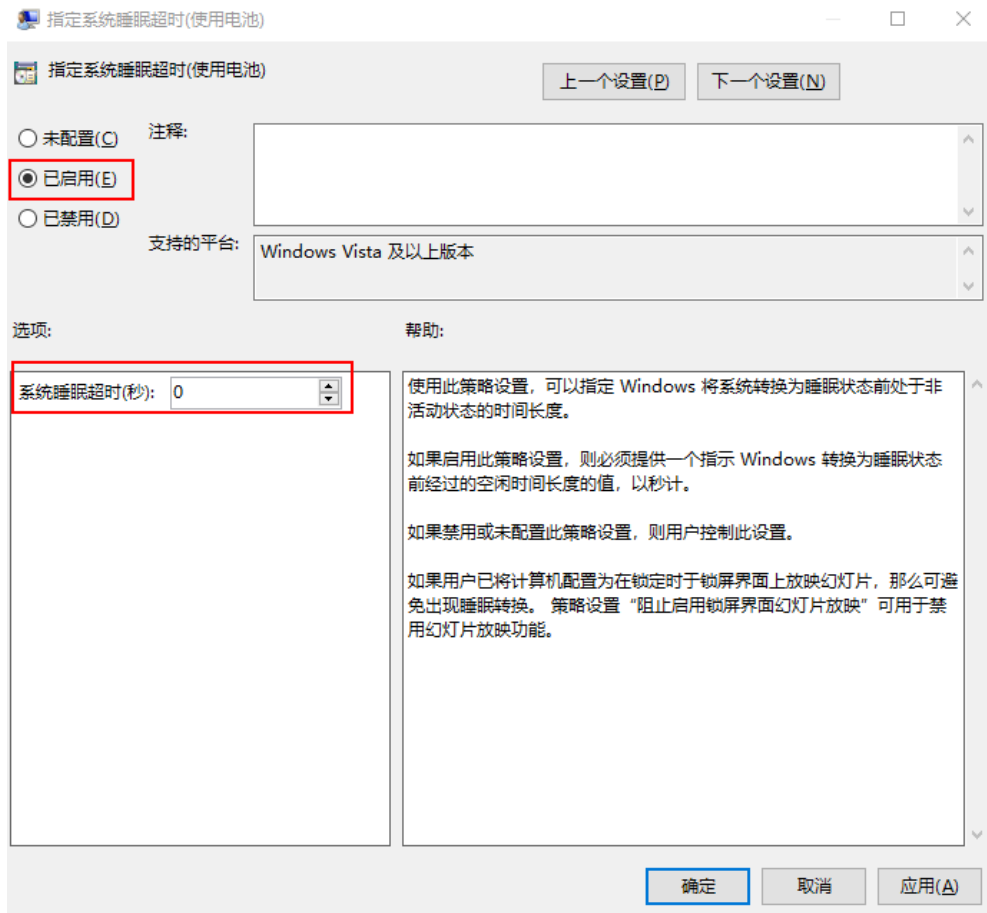 指定系统睡眠超时(使用电池)
指定系统睡眠超时(使用电池)
上一个设置(P)
下一个设置(N)
未配置(C)
注释:
已启用(E)
已禁用(D)
支持的平台:
Windows Vista 及以上版本
选项:
帮助:
系统睡眠超时(秒):
0
使用此策略设置，可以指定 Windows 将系统转换为睡眠状态前处于非
活动状态的时间长度。
如果启用此策略设置，则必须提供一个指示 Windows 转换为睡眠状态
前经过的空闲时间长度的值，以秒计。
如果禁用或未配置此策略设置，则用户控制此设置。
如果用户已将计算机配置为在锁定时于锁屏界面上放映幻灯片，那么可避
免出现睡眠转换。 策略设置“阻止启用锁屏界面幻灯片放映”可用于禁
用幻灯片放映功能。
确定
取消
应用(A)